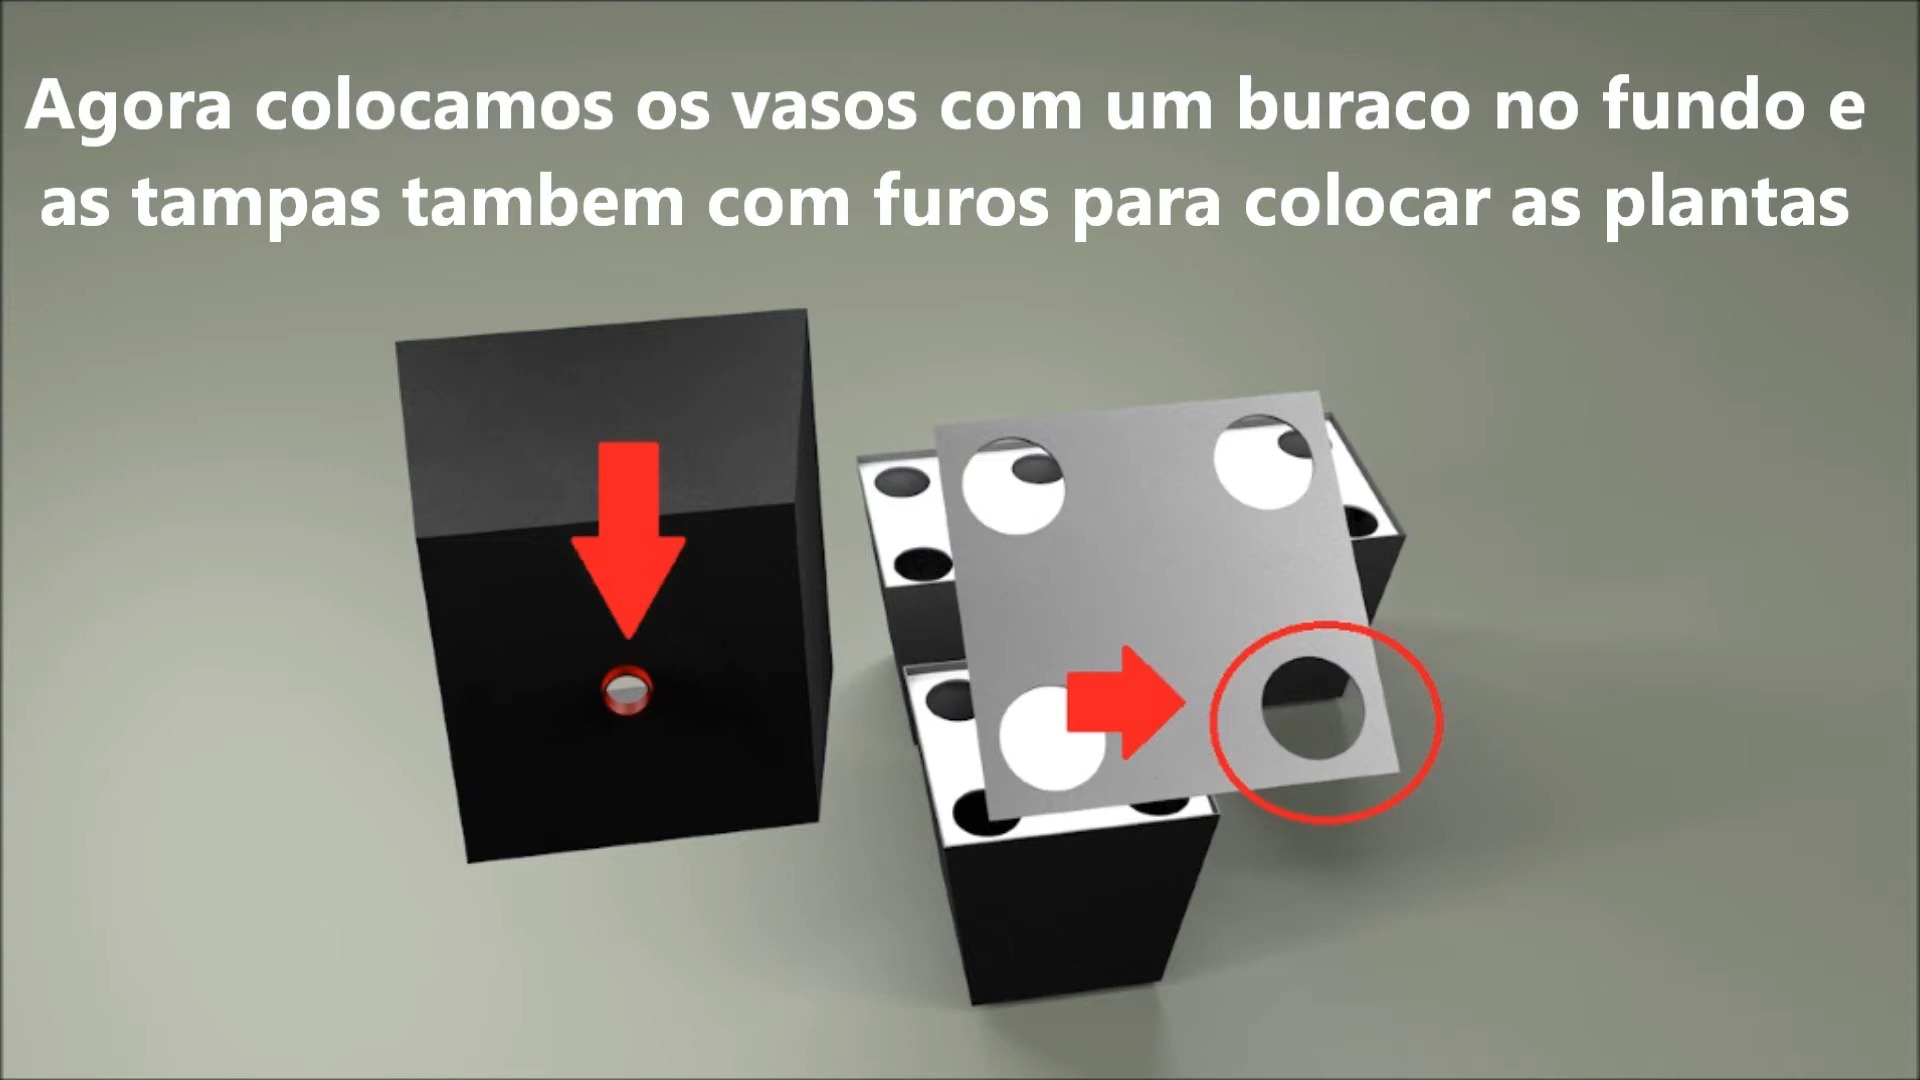 Agora colocamos os vasos com um buraco no fundo e
as tampas tambem com furos para colocar as plantas